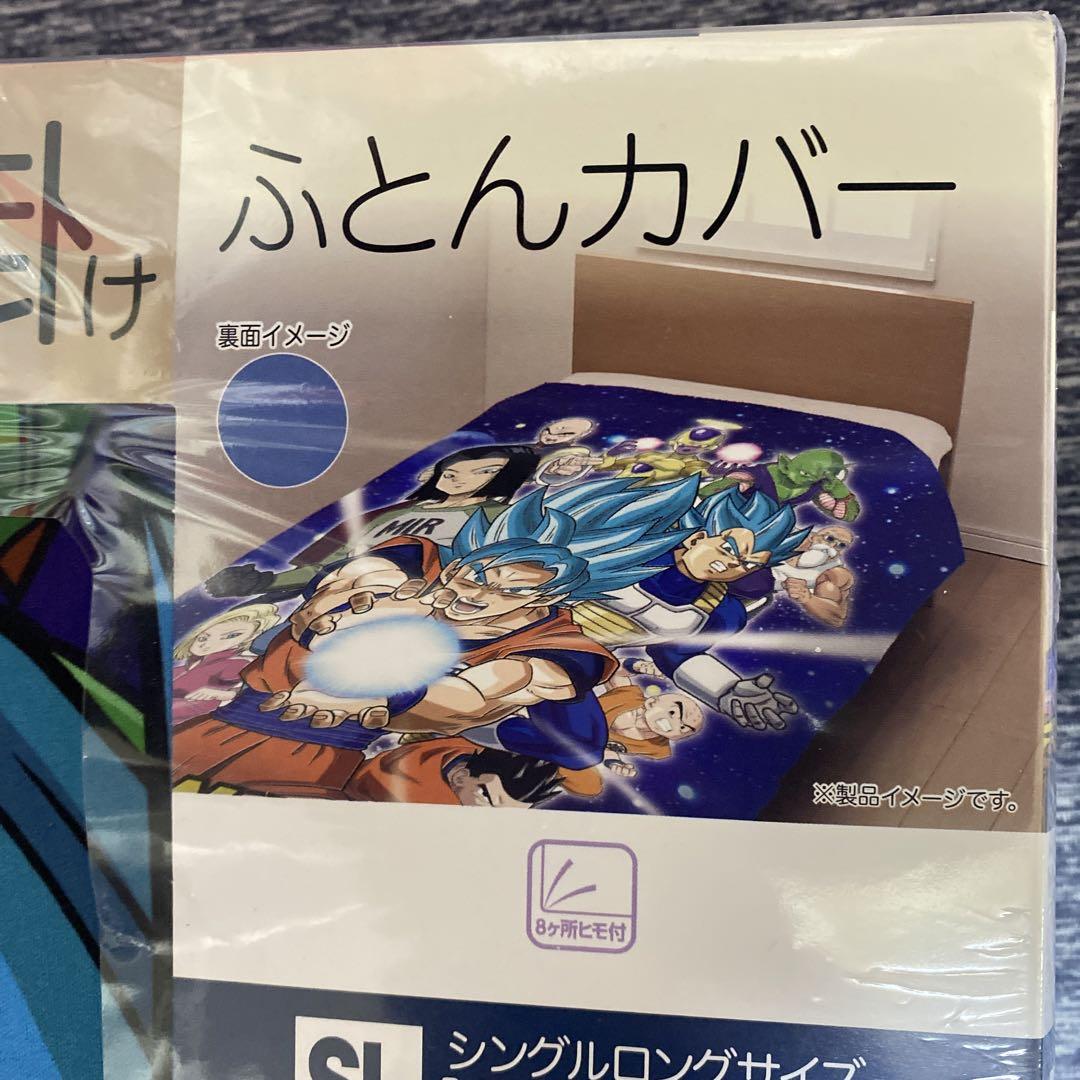 掛け
ふとんカバー
裏面イメージ
MIR
※製品イメージです。
8ヶ所ヒモ付
SL
シングルロングサイズ